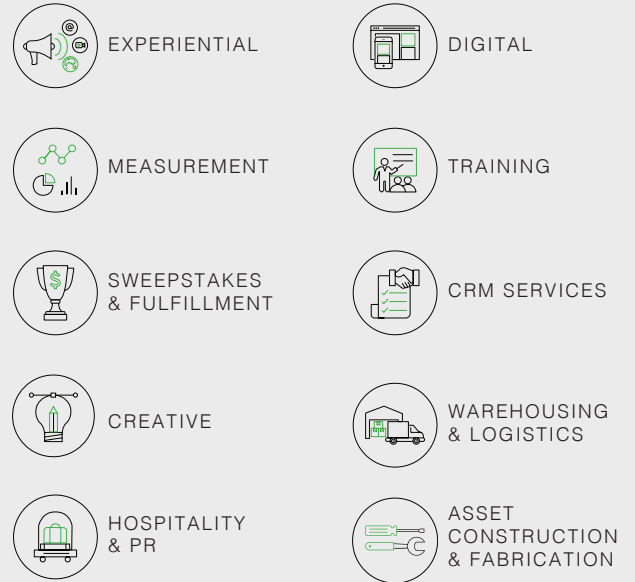 EXPERIENTIAL
DIGITAL
MEASUREMENT
TRAINING
SWEEPSTAKES
& FULFILLMENT
CRM SERVICES
CREATIVE
WAREHOUSING
& LOGISTICS
HOSPITALITY
& PR
ASSET
CONSTRUCTION
& FABRICATION